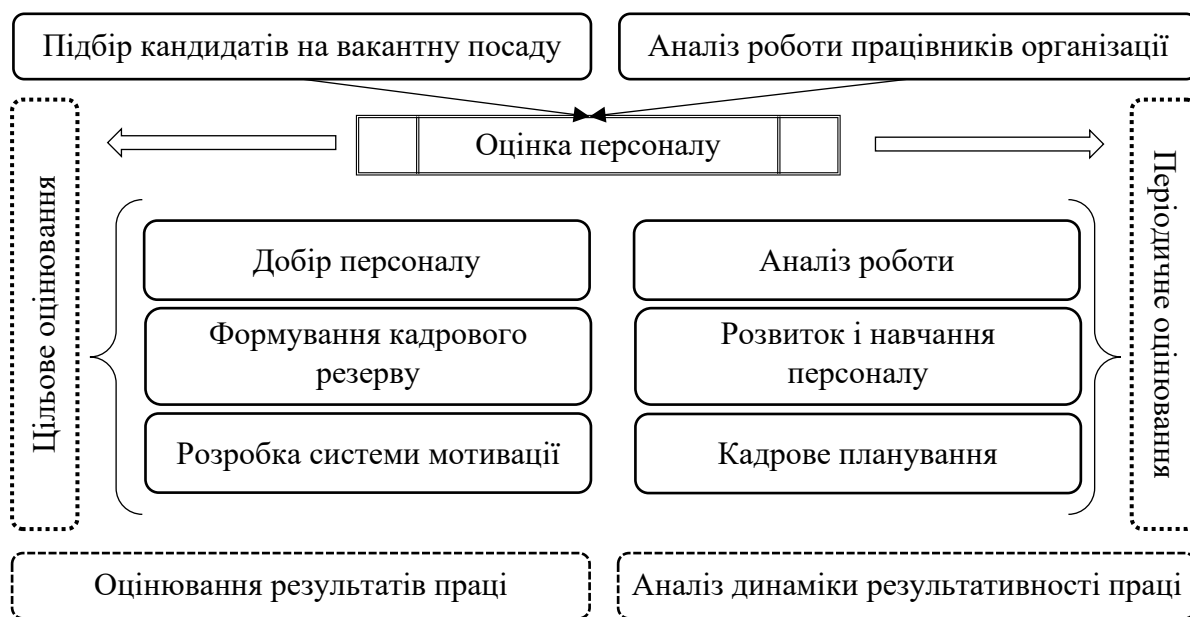 Підбір кандидатів на вакантну посаду
Аналіз роботи працівників організації
Оцінка персоналу
Цільове оцінювання
Періодичне оцінювання
Добір персоналу
Аналіз роботи
Формування кадрового
резерву
Розвиток і навчання
персоналу
Розробка системи мотивації
Кадрове планування
Оцінювання результатів праці
Аналіз динаміки результативності праці